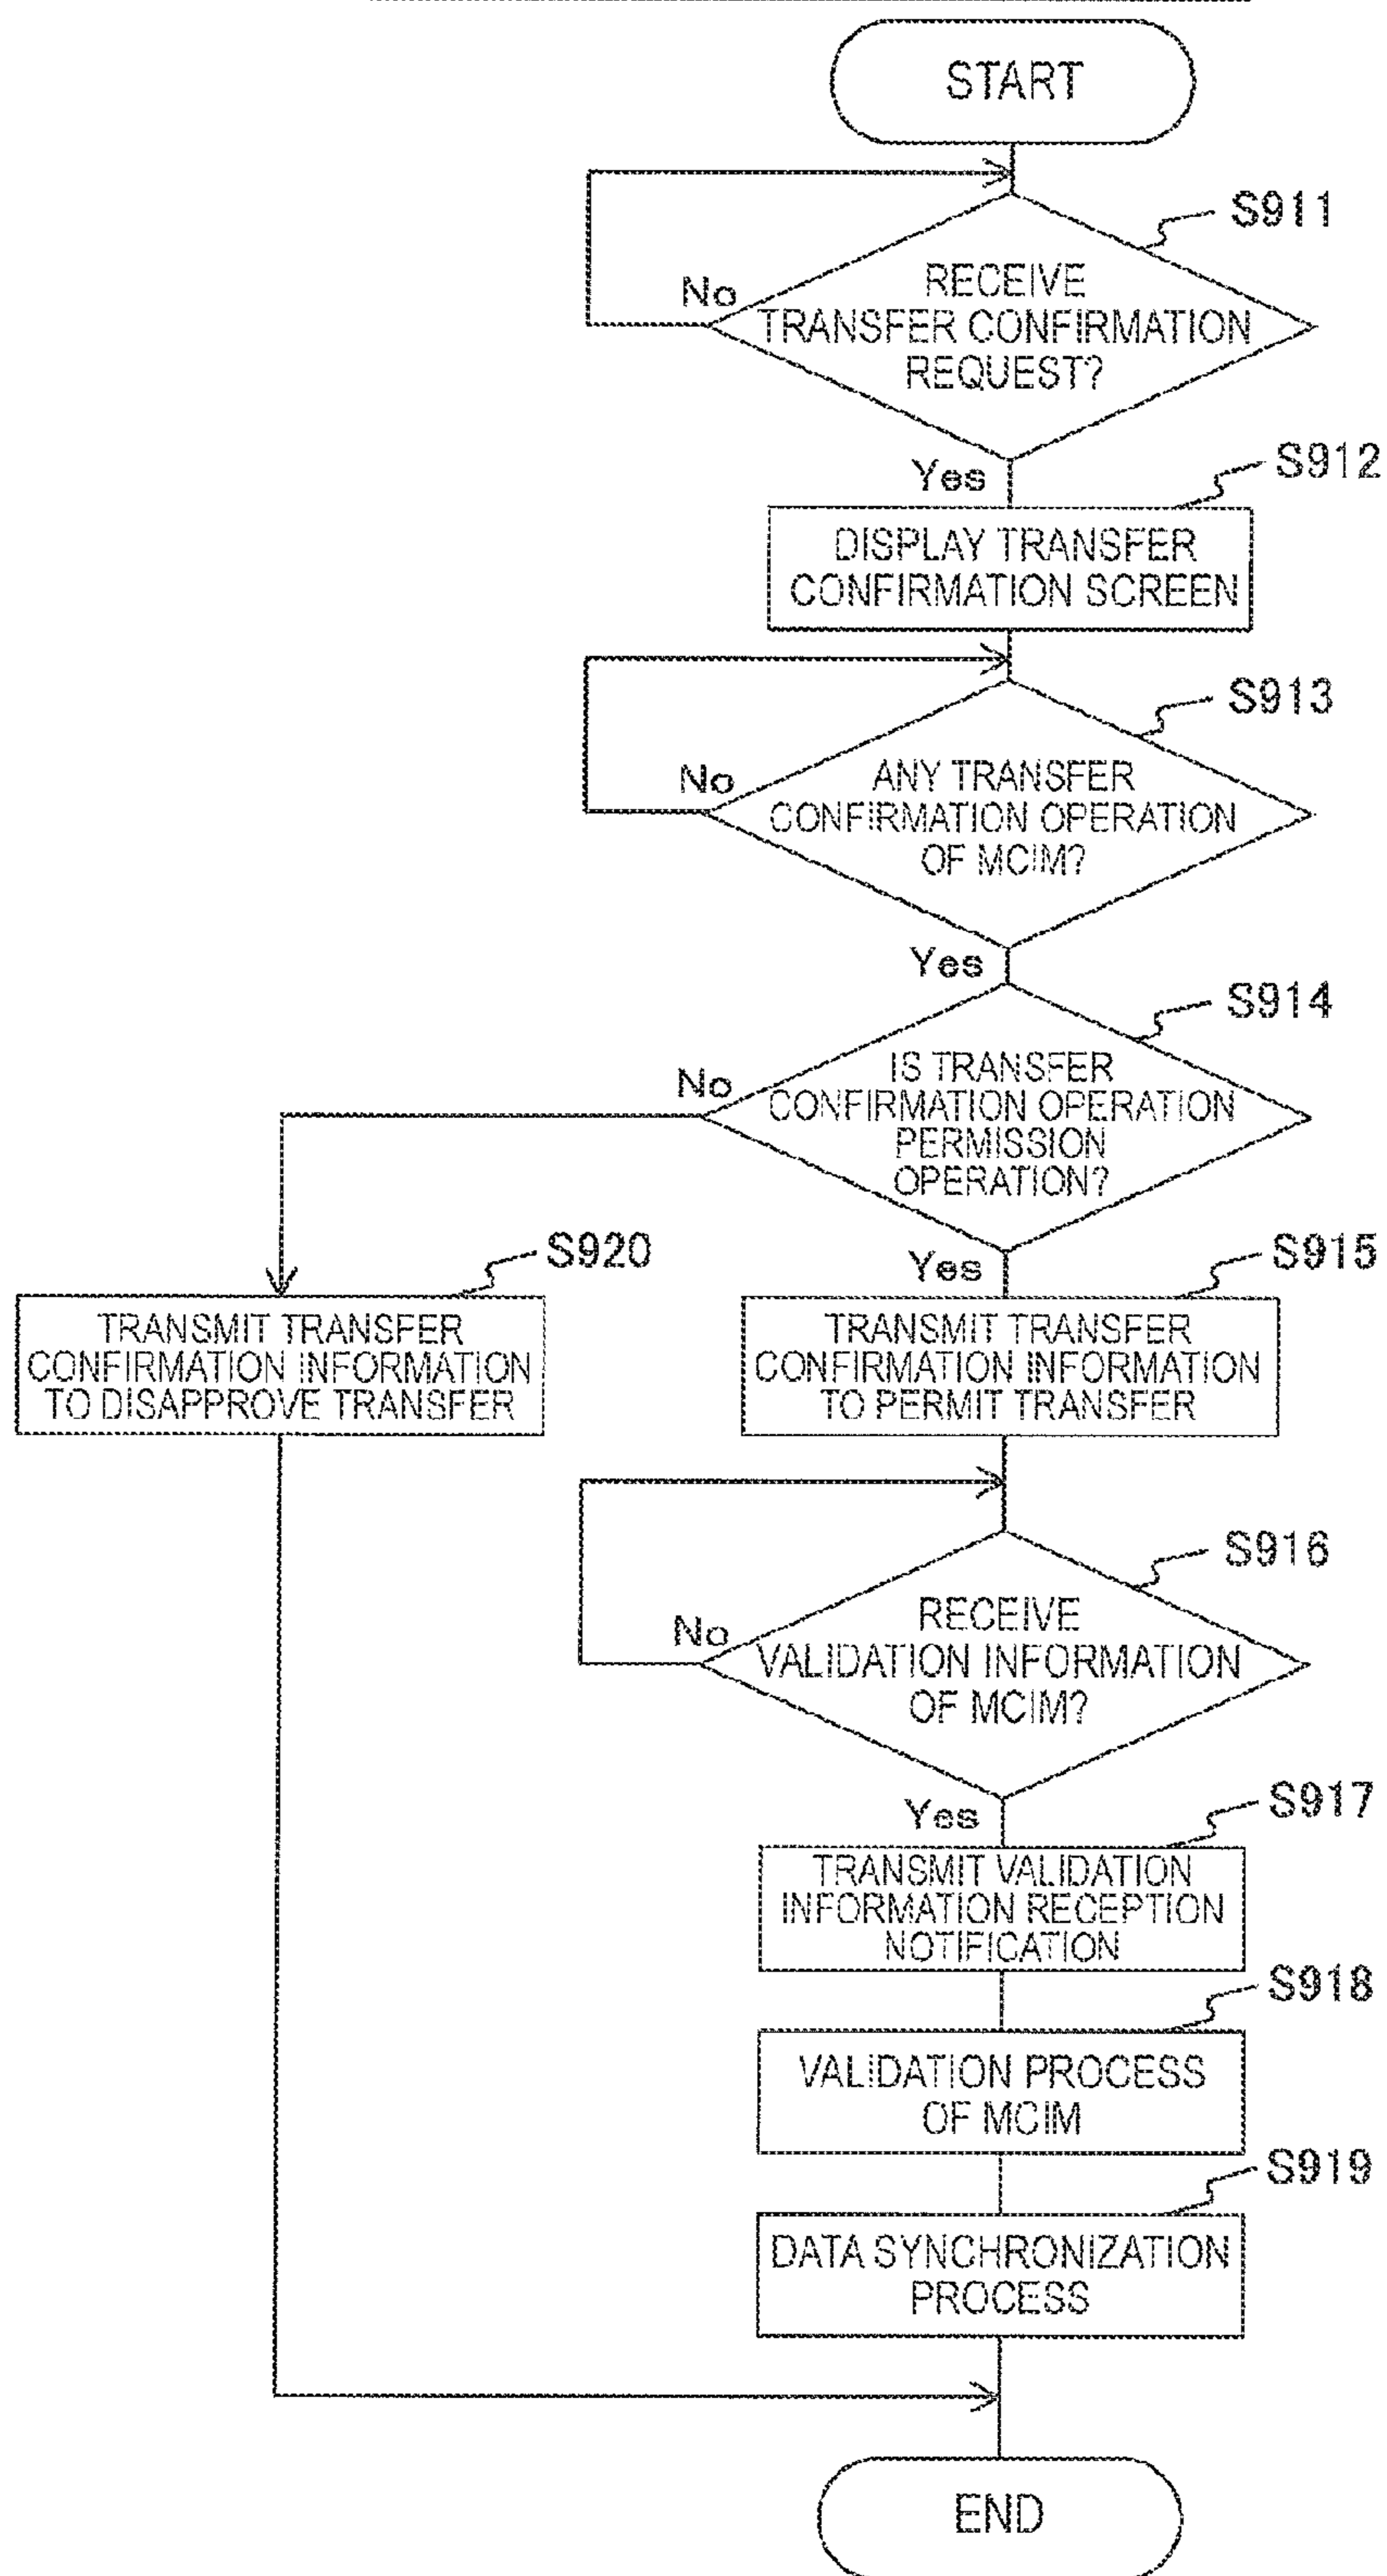 START
S911
RECEIVE
TRANSFER CONFIRMATION
REQUEST?
No
Yes
S912
DISPLAY TRANSFER
CONFIRMATION SCREEN
S913
ANY TRANSFER
CONFIRMATION OPERATION
OF MCIM?
No
Yes
S914
IS TRANSFER
CONFIRMATION OPERATION
PERMISSION
OPERATION?
No
Yes
S920
TRANSMIT TRANSFER
CONFIRMATION INFORMATION
TO DISAPPROVE TRANSFER
S915
TRANSMIT TRANSFER
CONFIRMATION INFORMATION
TO PERMIT TRANSFER
S916
RECEIVE
VALIDATION INFORMATION
OF MCIM?
No
Yes
S917
TRANSMIT VALIDATION
INFORMATION RECEPTION
NOTIFICATION
S918
VALIDATION PROCESS
OF MCIM
S919
DATA SYNCHRONIZATION
PROCESS
END